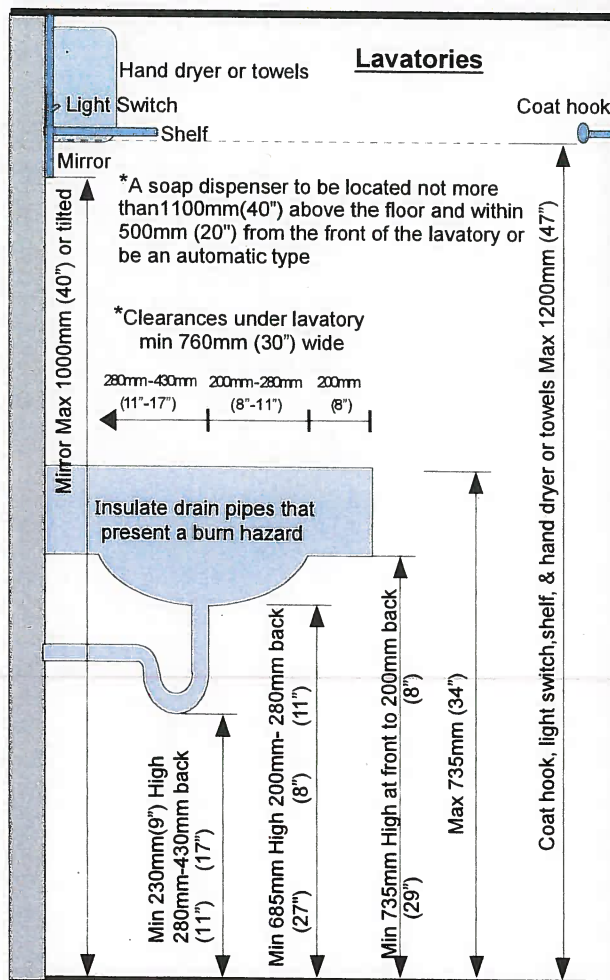 Lavatories
Hand dryer or towels
Light Switch
Coat hook
Shelf
Mirror
*A soap dispenser to be located not more
than1100mm(40") above the floor and within
500mm (20") from the front of the lavatory or
be an automatic type
*Clearances under lavatory
min 760mm (30") wide
280mm-430mm 200mm-280mm 200mm
(11"-17") (8"-11") (8")
Mirror Max 1000mm (40") or tilted
Insulate drain pipes that
present a burn hazard
Min 230mm(9") High
280mm-430mm back
(11") (17")
Min 685mm High 200mm- 280mm back
(27") (8") (11")
Min 735mm High at front to 200mm back
(29") (8")
Max 735mm (34")
Coat hook, light switch,shelf, & hand dryer or towels Max 1200mm (47")